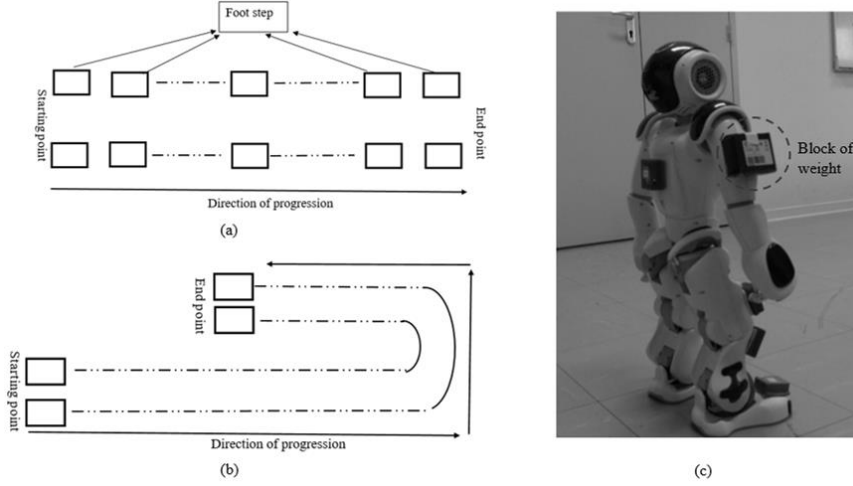 Foot step
Starting point
End point
Direction of progression
(a)
End point
Starting point
Direction of progression
(b)
Block of
weight
(c)